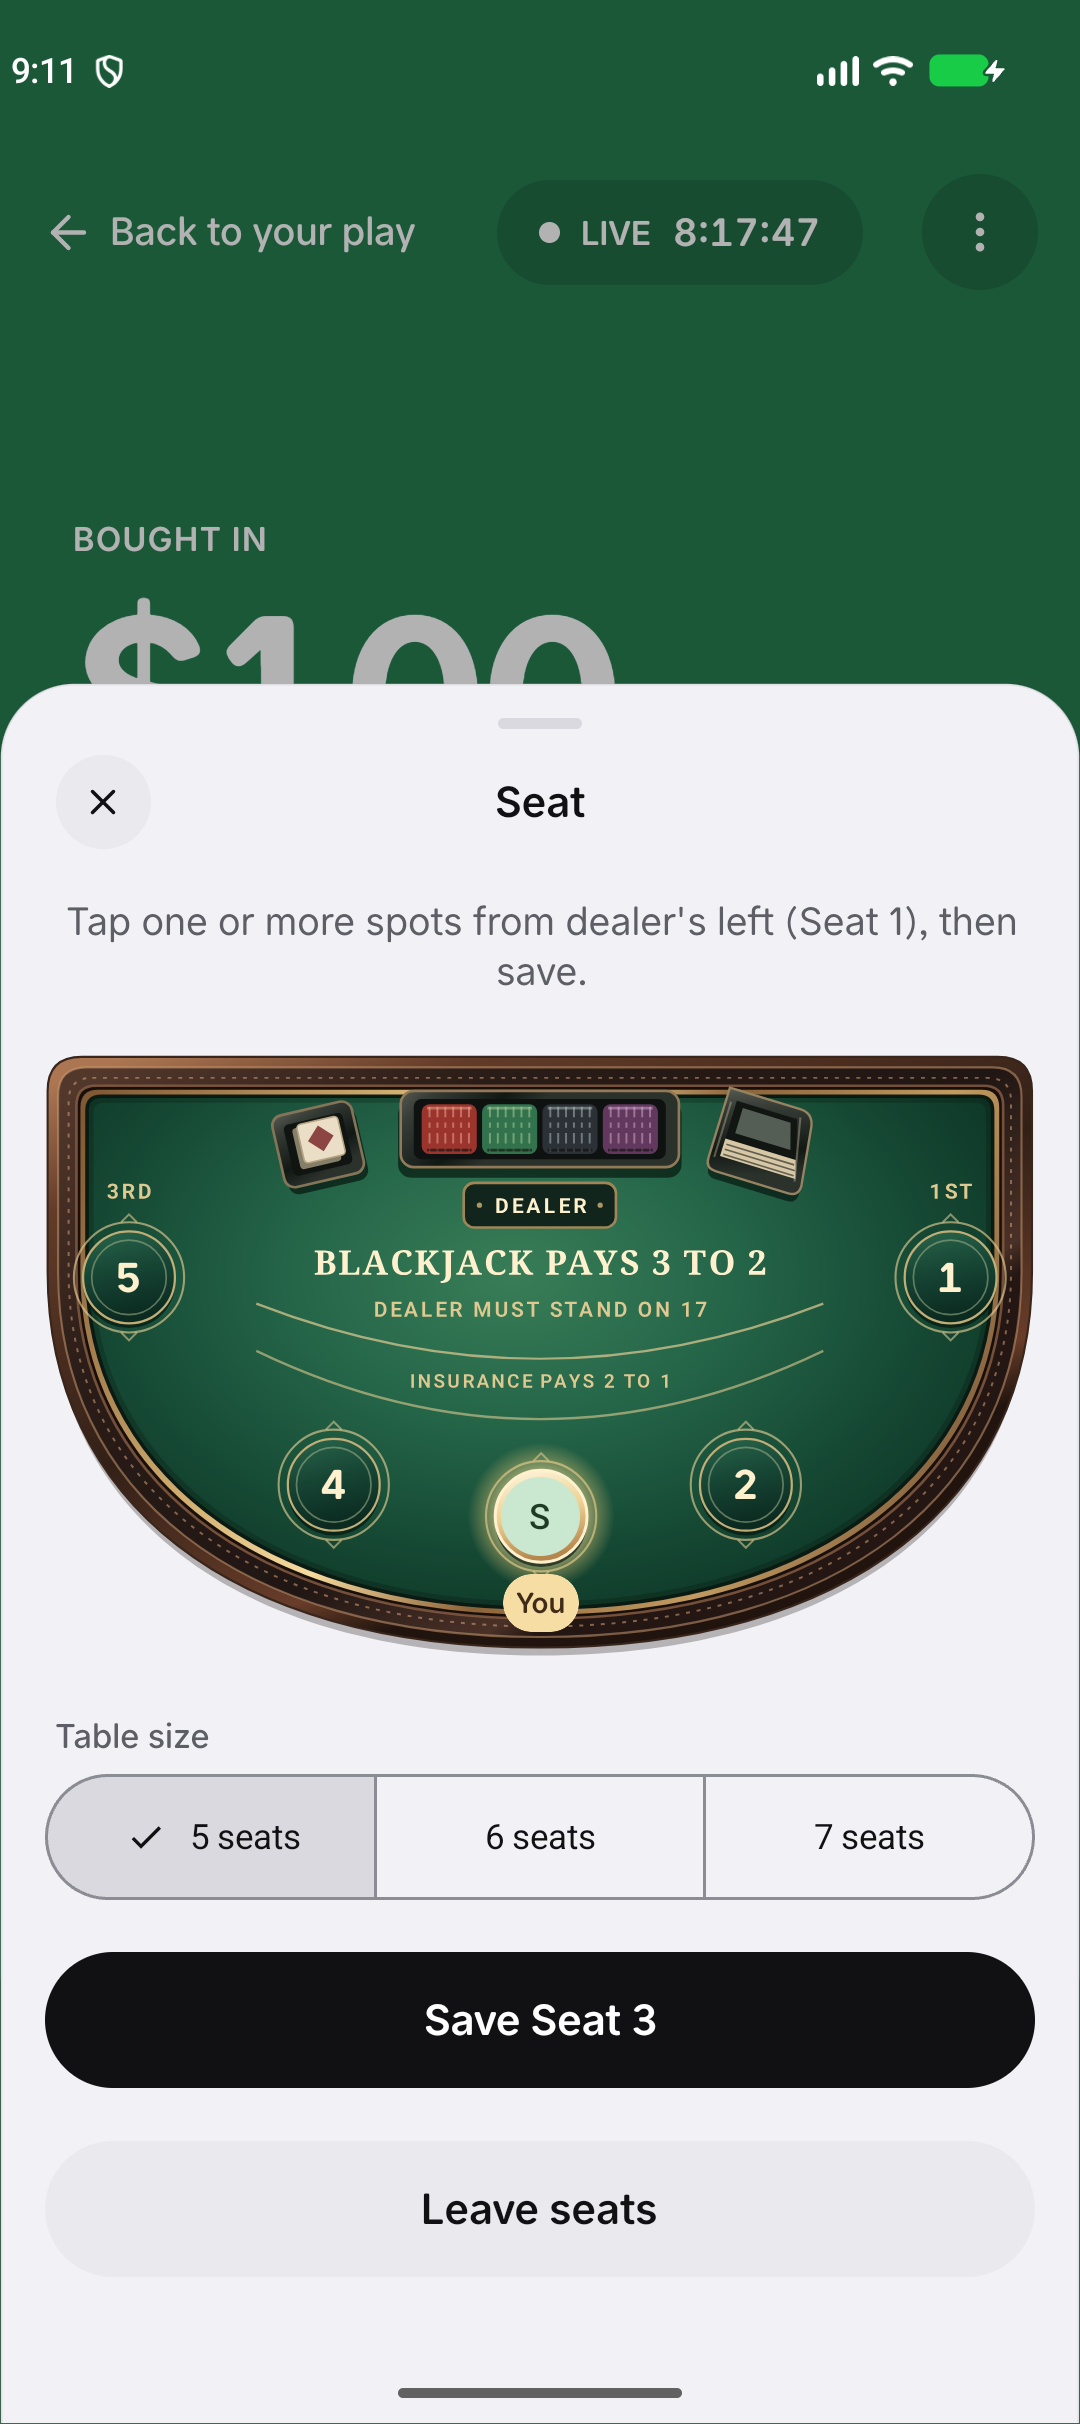 9:11
Back to your play
LIVE 8:17:47
BOUGHT IN
$100
Seat
Tap one or more spots from dealer's left (Seat 1), then
save.
DEALER
3RD
1ST
BLACKJACK PAYS 3 TO 2
5
1
DEALER MUST STAND ON 17
INSURANCE PAYS 2 TO 1
4
2
S
You
Table size
5 seats
6 seats
7 seats
Save Seat 3
Leave seats